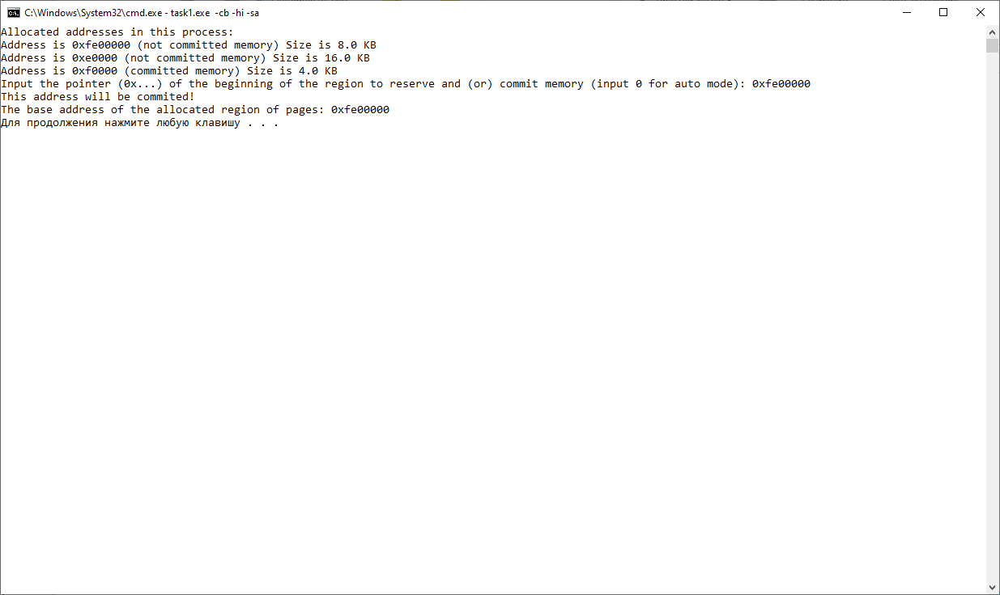 C:\Windows\System32\cmd.exe - task1.exe -cb -hi -sa
Allocated addresses in this process:
Address is 0xfe00000 (not committed memory) Size is 8.0 KB
Address is 0xe0000 (not committed memory) Size is 16.0 KB
Address is 0xf0000 (committed memory) Size is 4.0 KB
Input the pointer (0x...) of the beginning of the region to reserve and (or) commit memory (input 0 for auto mode): 0xfe00000
This address will be commited!
The base address of the allocated region of pages: 0xfe00000
Для продолжения нажмите любую клавишу . . .